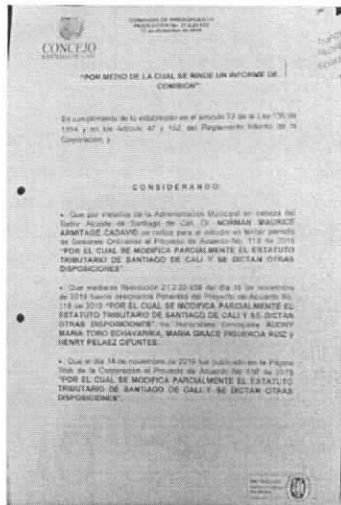 COMISIÓN DE PRESUPUESTO
CONCEJO
"POR MEDIO DE LA CUAL SE RINDE UN INFORME DE
COMISIÓN"
En cumplimiento de lo establecido en el artículo 73 de la Ley 136 de
1994 y en los Artículo 47 y 152 del Reglamento Interno de la
Corporación, y
CONSIDERANDO:
• Que por iniciativa de la Administración Municipal en cabeza del
Señor Alcalde de Santiago de Cali, Dr. NORMAN MAURICE
ARMITAGE CADAVID se radica para el estudio en tercer período
de Sesiones Ordinarias el Proyecto de Acuerdo No. 118 de 2019
"POR EL CUAL SE MODIFICA PARCIALMENTE EL ESTATUTO
TRIBUTARIO DE SANTIAGO DE CALI Y SE DICTAN OTRAS
DISPOSICIONES".
• Que mediante Resolución del día de noviembre
de 2019 fueron designados Ponentes del Proyecto de Acuerdo No.
118 de 2019 "POR EL CUAL SE MODIFICA PARCIALMENTE EL
ESTATUTO TRIBUTARIO DE SANTIAGO DE CALI Y SE DICTAN
OTRAS DISPOSICIONES" los Honorables Concejales AUDRY
MARIA TORO ECHAVARRIA, MARIA GRACE FIGUEROA RUIZ y
HENRY PELAEZ CIFUENTES.
• Que el día de noviembre de 2019 fue publicado en la Página
Web de la Corporación el Proyecto de Acuerdo No. 118 de 2019
"POR EL CUAL SE MODIFICA PARCIALMENTE EL ESTATUTO
TRIBUTARIO DE SANTIAGO DE CALI Y SE DICTAN OTRAS
DISPOSICIONES".